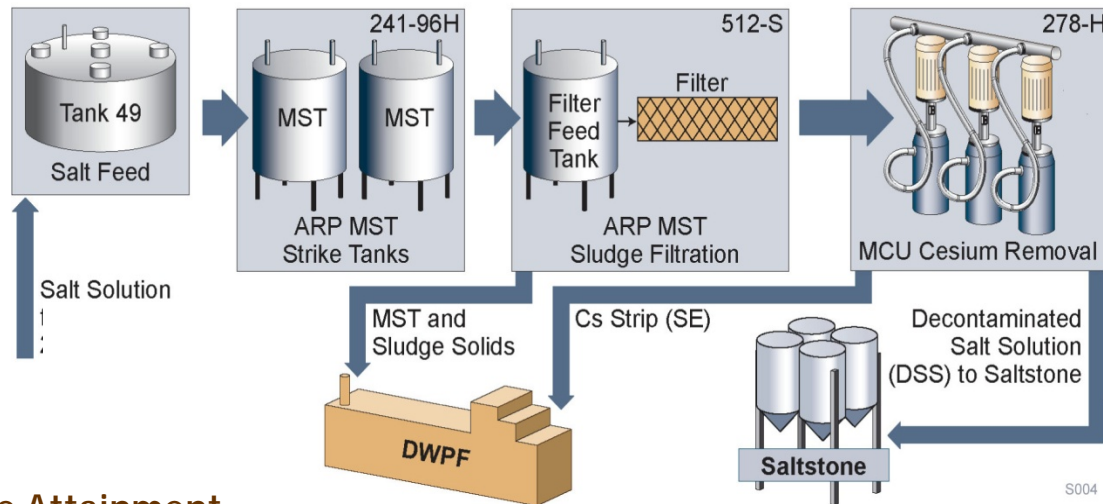 241-96H
512-S
278-H
Tank 49
Salt Feed
MST
MST
ARP MST
Strike Tanks
Filter
Feed
Tank
Filter
ARP MST
Sludge Filtration
MCU Cesium Removal
Salt Solution
MST and
Sludge Solids
Cs Strip (SE)
Decontaminated
Salt Solution
(DSS) to Saltstone
DWPF
Saltstone
S004
Attainment